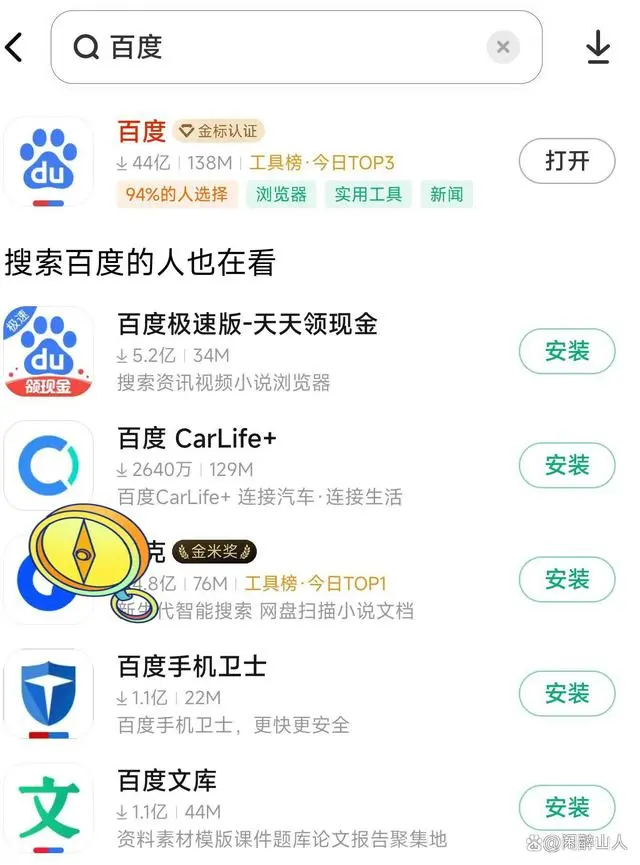 百度
百度 金标认证
44亿 138M 工具榜·今日TOP3
打开
94%的人选择 浏览器 实用工具 新闻
搜索百度的人也在看
极速
du
领现金
百度极速版-天天领现金
5.2亿 34M
搜索资讯视频小说浏览器
安装
百度 CarLife+
2640万 129M
百度CarLife+ 连接汽车·连接生活
安装
克 金米奖
4.8亿 76M 工具榜·今日TOP1
新生代智能搜索 网盘扫描小说文档
安装
百度手机卫士
1.1亿 22M
百度手机卫士，更快更安全
安装
文
百度文库
1.1亿 44M
资料素材模版课件题库论文报告聚集地
安装
@闲醉山人